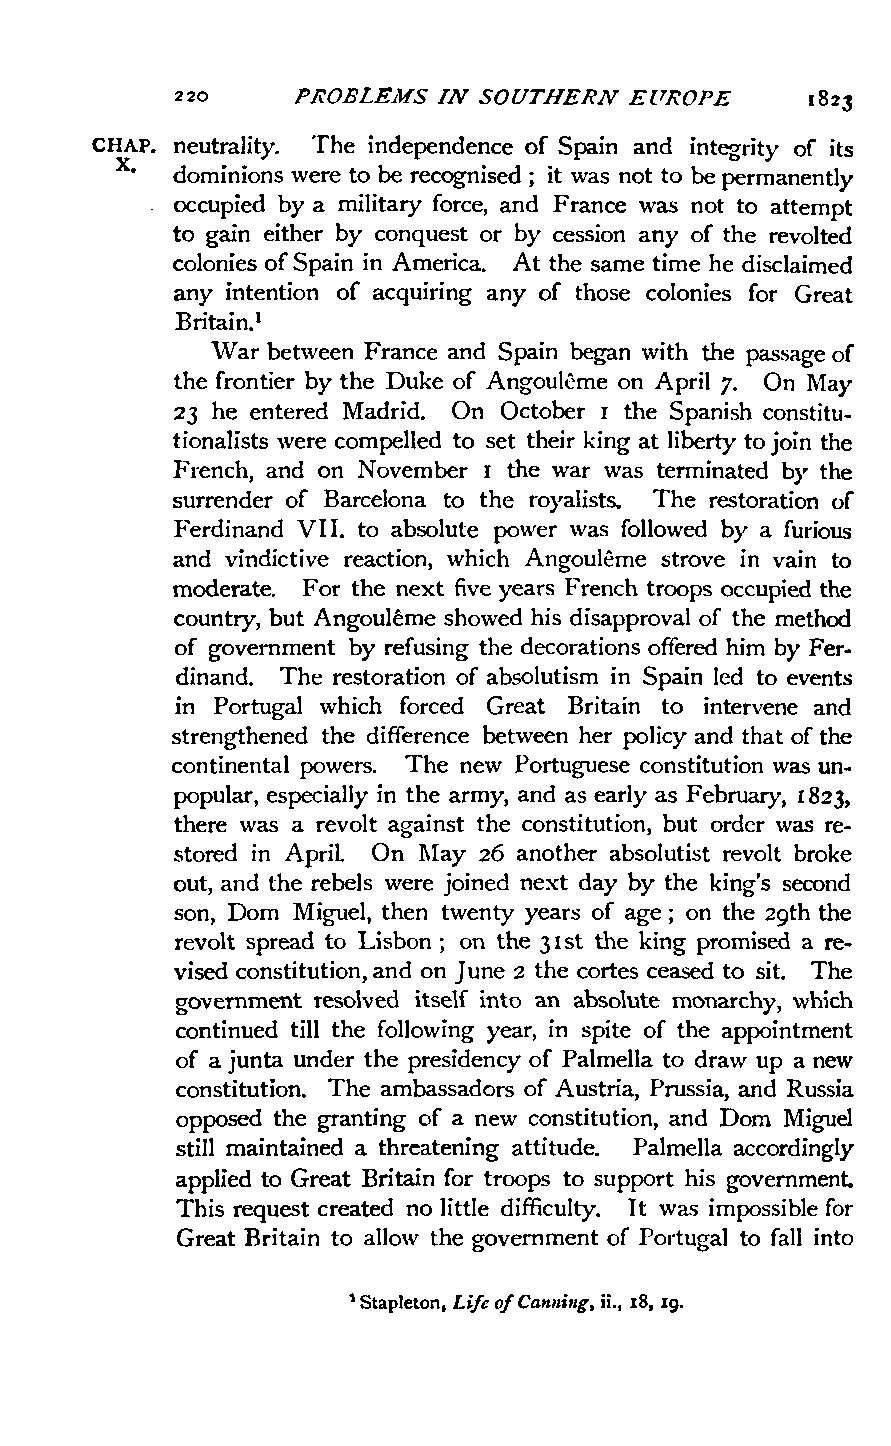 220 PROBLEMS IN SOUTHERN EUROPE 1823
CHAP. X.
neutrality. The independence of Spain and integrity of its
dominions were to be recognised ; it was not to be permanently
occupied by a military force, and France was not to attempt
to gain either by conquest or by cession any of the revolted
colonies of Spain in America. At the same time he disclaimed
any intention of acquiring any of those colonies for Great
Britain.¹
War between France and Spain began with the passage of
the frontier by the Duke of Angoulême on April 7. On May
23 he entered Madrid. On October 1 the Spanish constitu-
tionalists were compelled to set their king at liberty to join the
French, and on November 1 the war was terminated by the
surrender of Barcelona to the royalists. The restoration of
Ferdinand VII. to absolute power was followed by a furious
and vindictive reaction, which Angoulême strove in vain to
moderate. For the next five years French troops occupied the
country, but Angoulême showed his disapproval of the method
of government by refusing the decorations offered him by Fer-
dinand. The restoration of absolutism in Spain led to events
in Portugal which forced Great Britain to intervene and
strengthened the difference between her policy and that of the
continental powers. The new Portuguese constitution was un-
popular, especially in the army, and as early as February, 1823,
there was a revolt against the constitution, but order was re-
stored in April. On May 26 another absolutist revolt broke
out, and the rebels were joined next day by the king's second
son, Dom Miguel, then twenty years of age ; on the 29th the
revolt spread to Lisbon ; on the 31st the king promised a re-
vised constitution, and on June 2 the cortes ceased to sit. The
government resolved itself into an absolute monarchy, which
continued till the following year, in spite of the appointment
of a junta under the presidency of Palmella to draw up a new
constitution. The ambassadors of Austria, Prussia, and Russia
opposed the granting of a new constitution, and Dom Miguel
still maintained a threatening attitude. Palmella accordingly
applied to Great Britain for troops to support his government.
This request created no little difficulty. It was impossible for
Great Britain to allow the government of Portugal to fall into
¹ Stapleton, Life of Canning, ii., 18, 19.